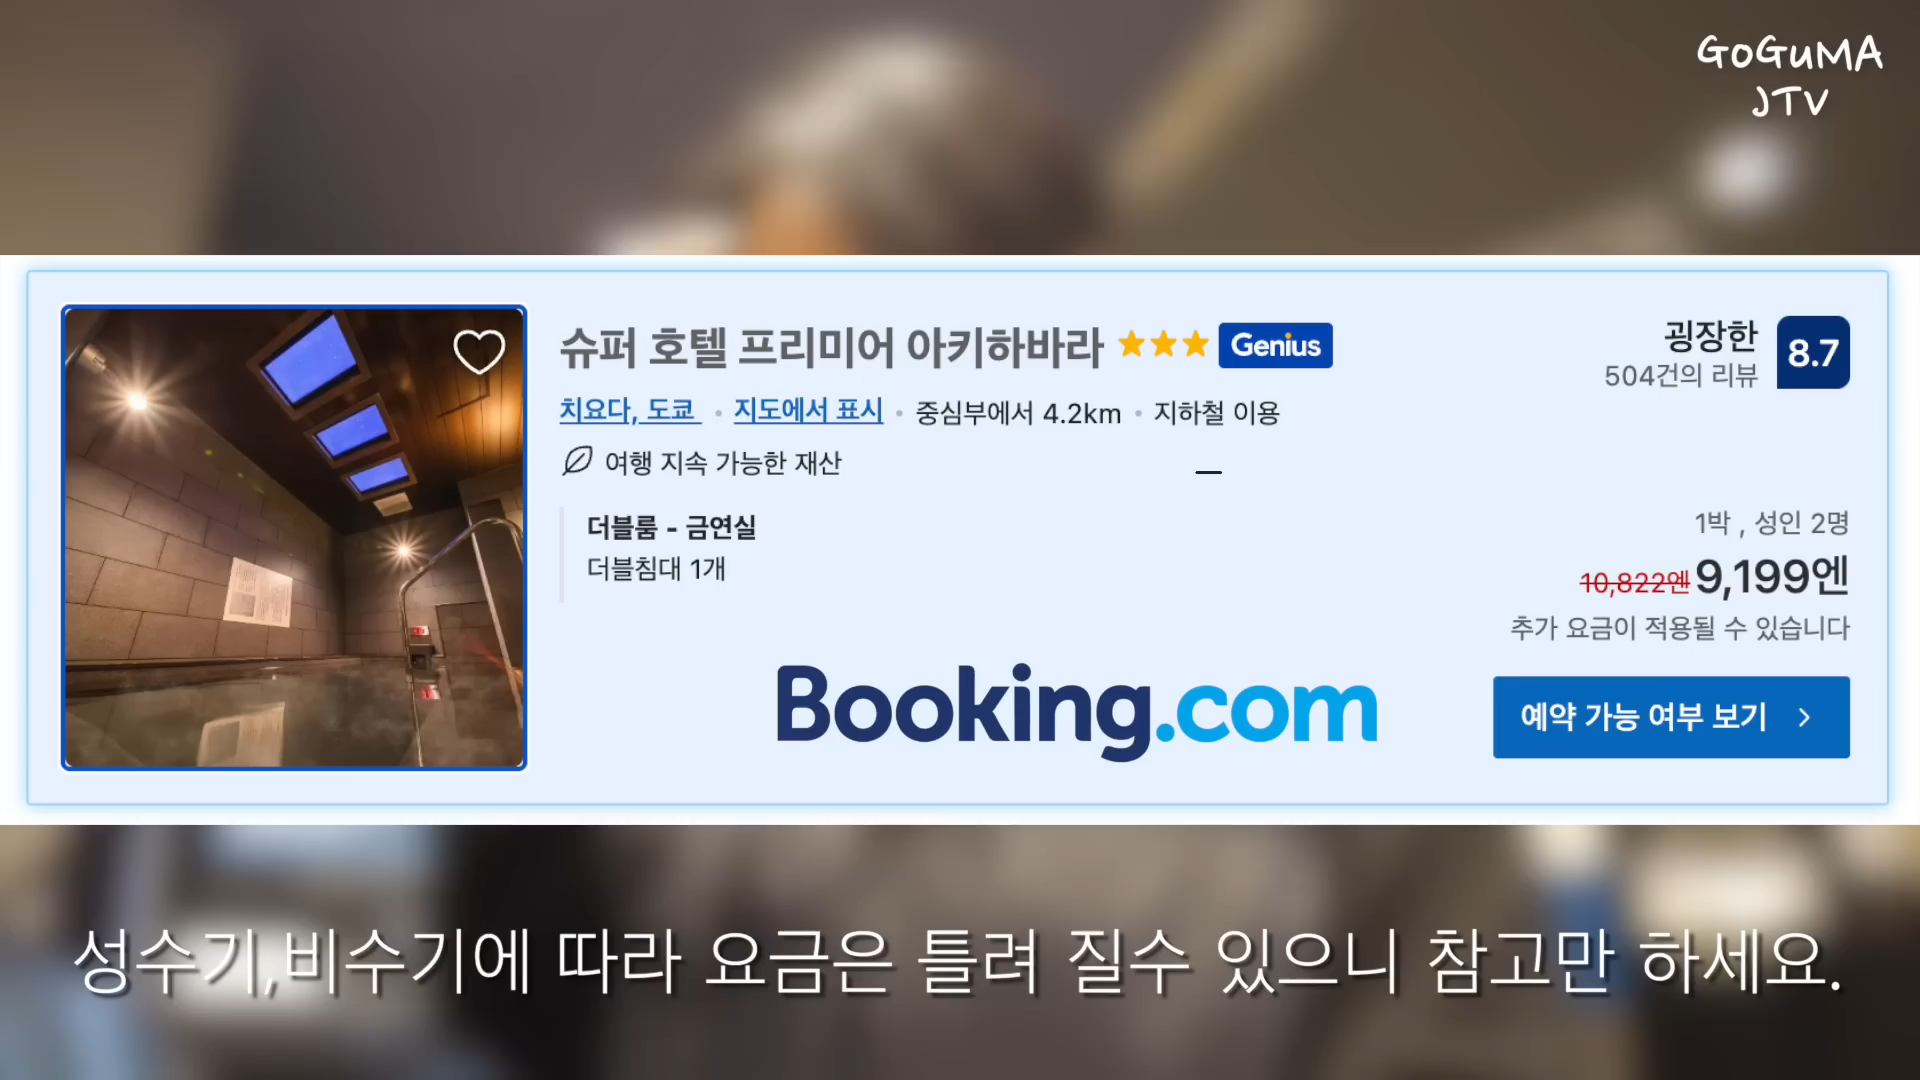 GoGuMA
JTV
슈퍼 호텔 프리미어 아키하바라 Genius
굉장한
504건의 리뷰
8.7
치요다, 도쿄 · 지도에서 표시 · 중심부에서 4.2km · 지하철 이용
여행 지속 가능한 재산
더블룸 - 금연실
더블침대 1개
1박 , 성인 2명
10,822엔 9,199엔
추가 요금이 적용될 수 있습니다
Booking.com
예약 가능 여부 보기
성수기,비수기에 따라 요금은 틀려 질수 있으니 참고만 하세요.